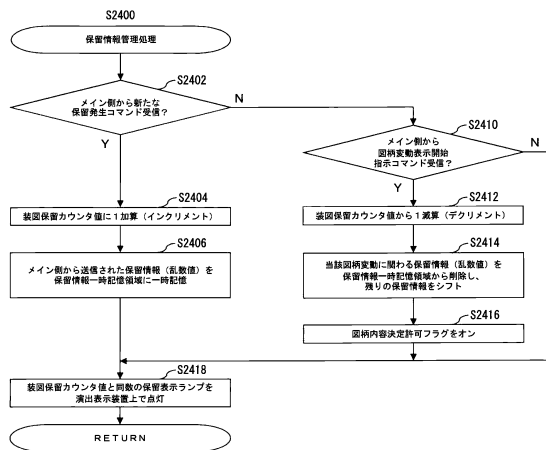 S2400
保留情報管理処理
S2402
メイン側から新たな
保留発生コマンド受信？
N
Y
S2410
メイン側から
図柄変動表示開始
指示コマンド受信？
N
Y
S2404
装図保留カウンタ値に１加算（インクリメント）
S2412
装図保留カウンタ値から１減算（デクリメント）
S2406
メイン側から送信された保留情報（乱数値）を
保留情報一時記憶領域に一時記憶
S2414
当該図柄変動に関わる保留情報（乱数値）を
保留情報一時記憶領域から削除し、
残りの保留情報をシフト
S2416
図柄内容決定許可フラグをオン
S2418
装図保留カウンタ値と同数の保留表示ランプを
演出表示装置上で点灯
ＲＥＴＵＲＮ